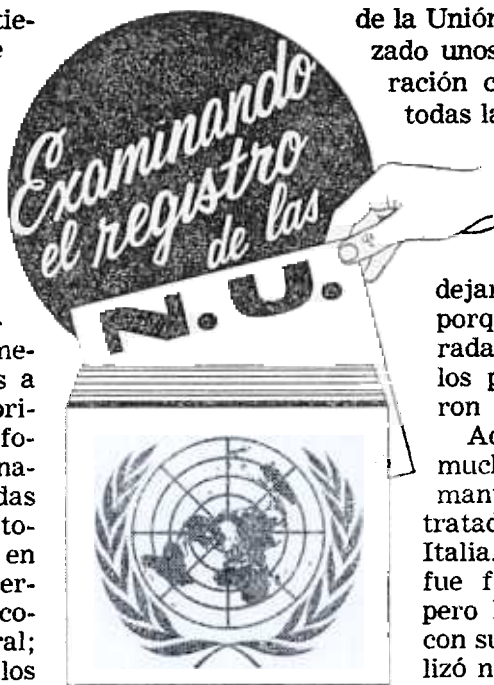 Examinando
el registro
de las
N.U.
tie-
e
me-
s a
ori-
fo-
na-
das
to-
en
er-
co-
ral;
los
de la Unión
zado unos
ración c
todas la
dejar
porq
rada
los p
ron
Ad
much
man
tratad
Italia.
fue f
pero
con su
lizó n